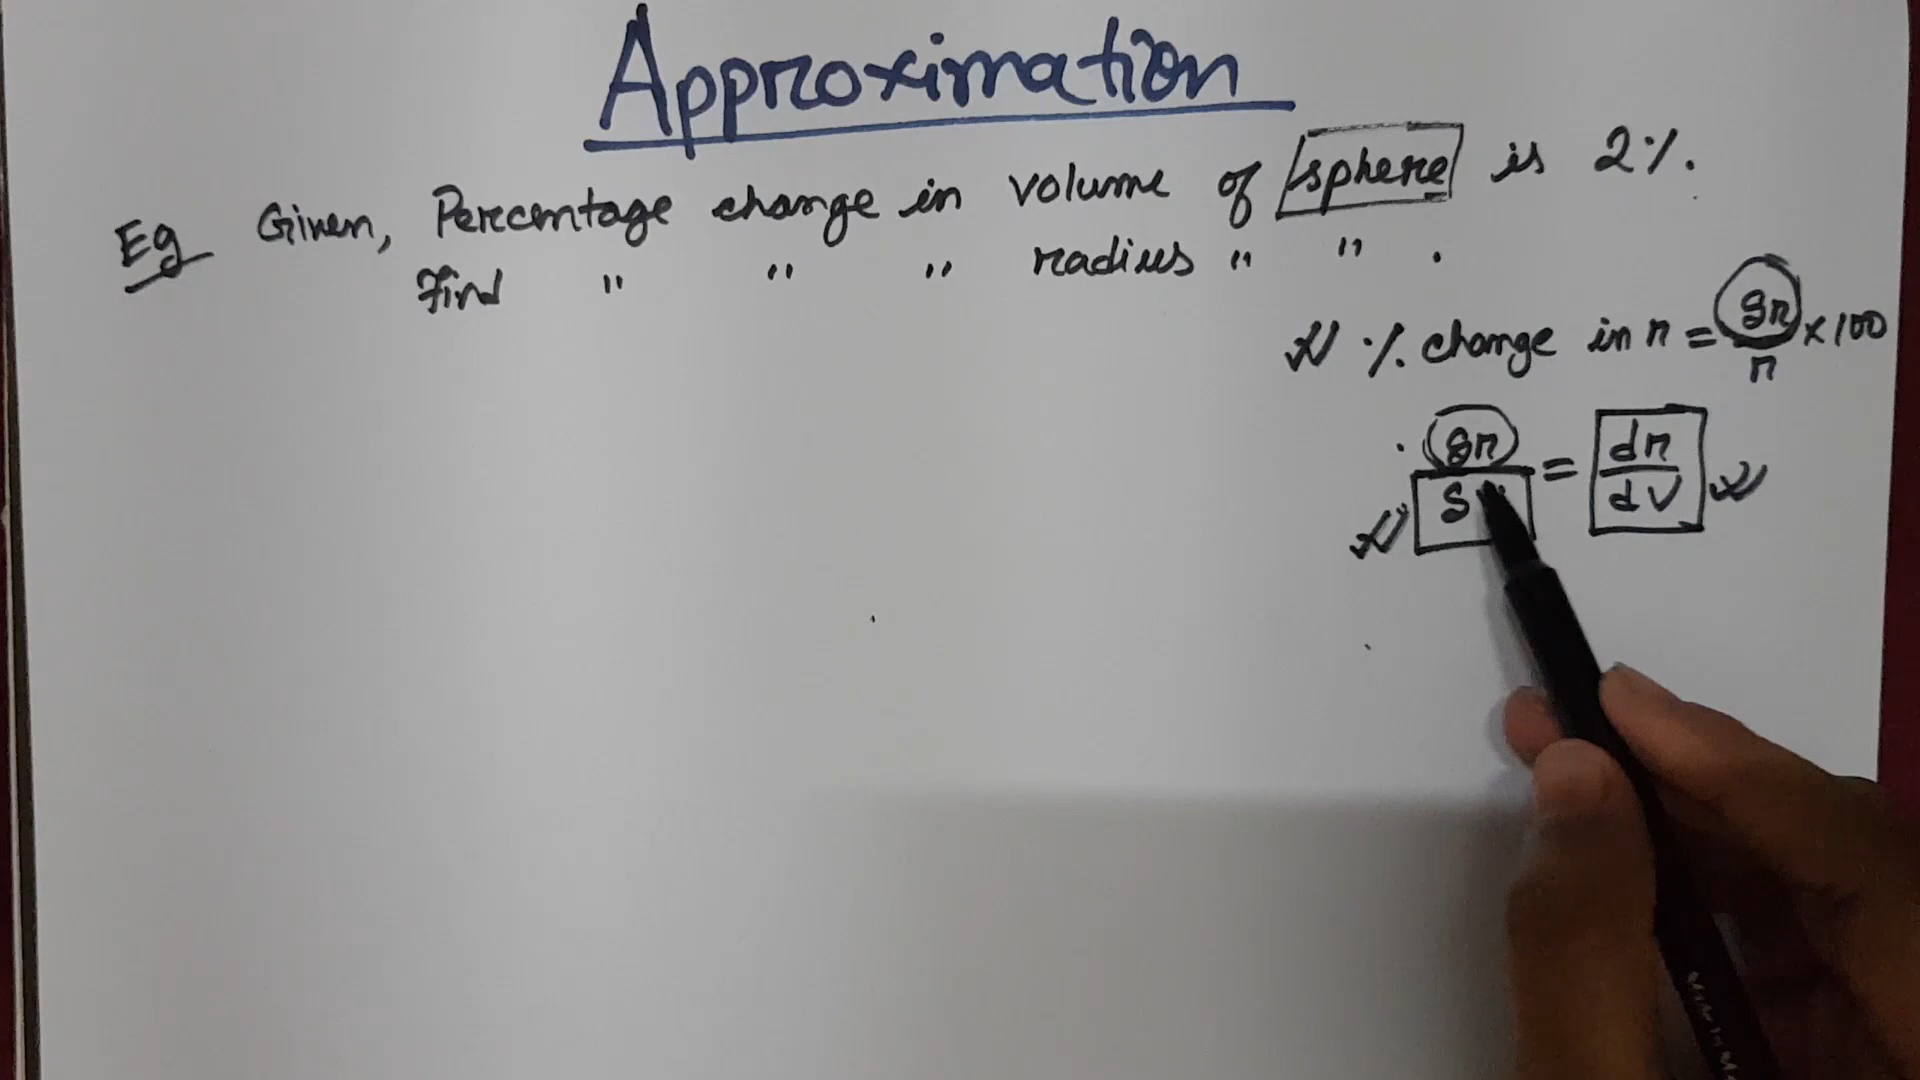 Approximation
Eg Given, Percentage change in volume of sphere is 2%.
Find " " " radius " " .
% change in r = δr/r × 100
δr/δ = dr/dV